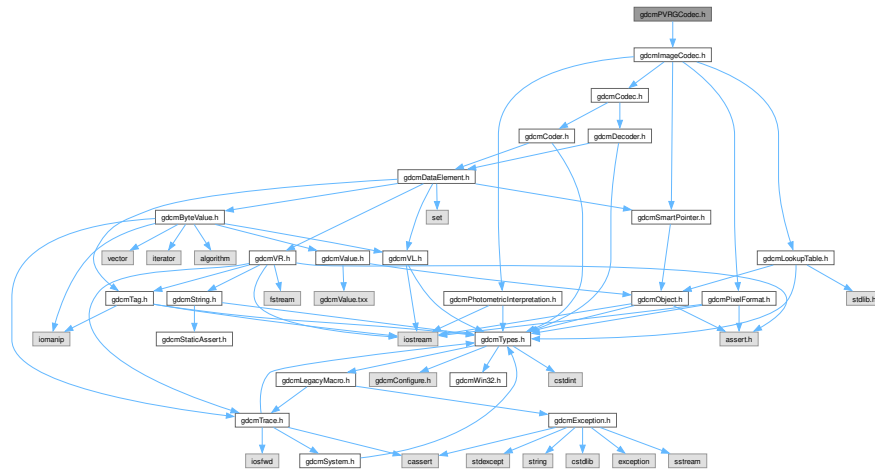 gdcmPVRGCodec.h
gdcmImageCodec.h
gdcmCodec.h
gdcmCoder.h
gdcmDecoder.h
gdcmDataElement.h
gdcmByteValue.h
set
gdcmSmartPointer.h
vector
iterator
algorithm
gdcmVR.h
gdcmValue.h
gdcmVL.h
gdcmLookupTable.h
gdcmTag.h
gdcmString.h
fstream
gdcmValue.txx
gdcmPhotometricInterpretation.h
gdcmObject.h
gdcmPixelFormat.h
stdlib.h
iomanip
gdcmStaticAssert.h
iostream
gdcmTypes.h
assert.h
gdcmLegacyMacro.h
gdcmConfigure.h
gdcmWin32.h
cstdint
gdcmTrace.h
gdcmException.h
iosfwd
gdcmSystem.h
cassert
stdexcept
string
cstdlib
exception
sstream